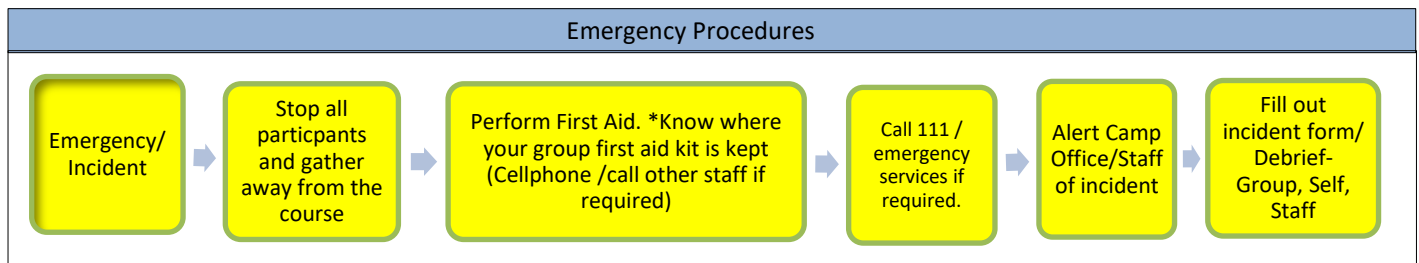 Emergency Procedures
Emergency/
Incident
Stop all
particpants
and gather
away from the
course
Perform First Aid. *Know where
your group first aid kit is kept
(Cellphone /call other staff if
required)
Call 111 /
emergency
services if
required.
Alert Camp
Office/Staff
of incident
Fill out
incident form/
Debrief-
Group, Self,
Staff